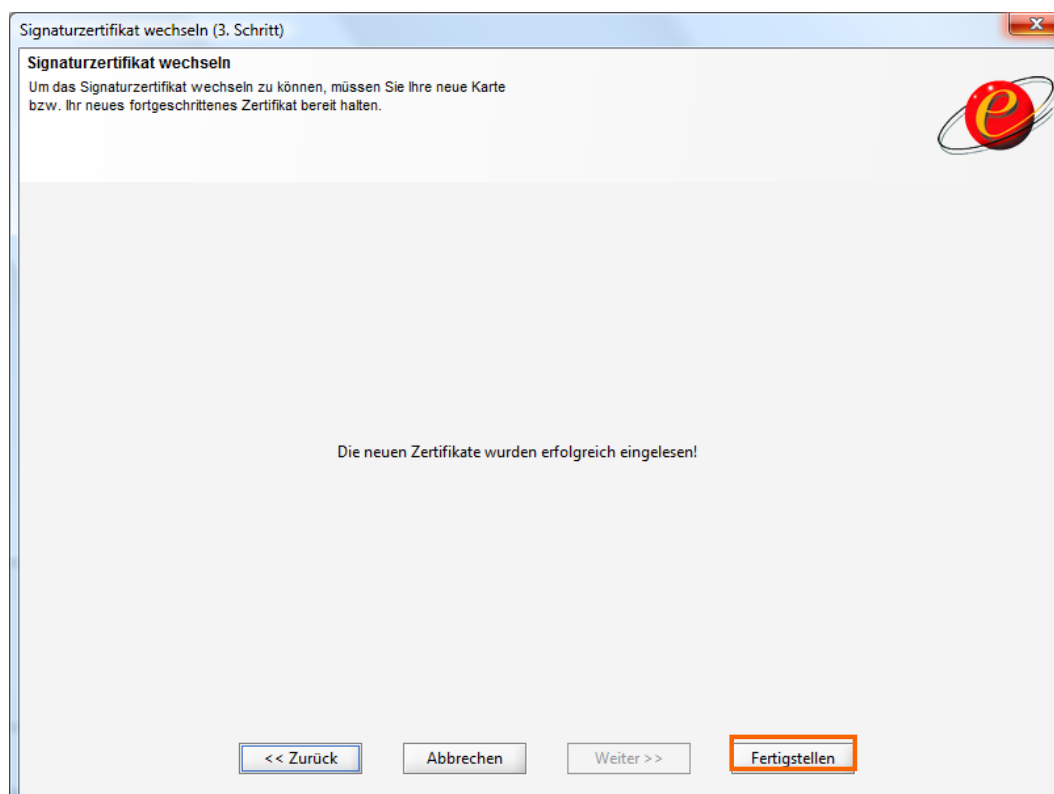 Signaturzertifikat wechseln (3. Schritt)
Signaturzertifikat wechseln
Um das Signaturzertifikat wechseln zu können, müssen Sie Ihre neue Karte
bzw. Ihr neues fortgeschrittenes Zertifikat bereit halten.
e
Die neuen Zertifikate wurden erfolgreich eingelesen!
<< Zurück Abbrechen Weiter >> Fertigstellen